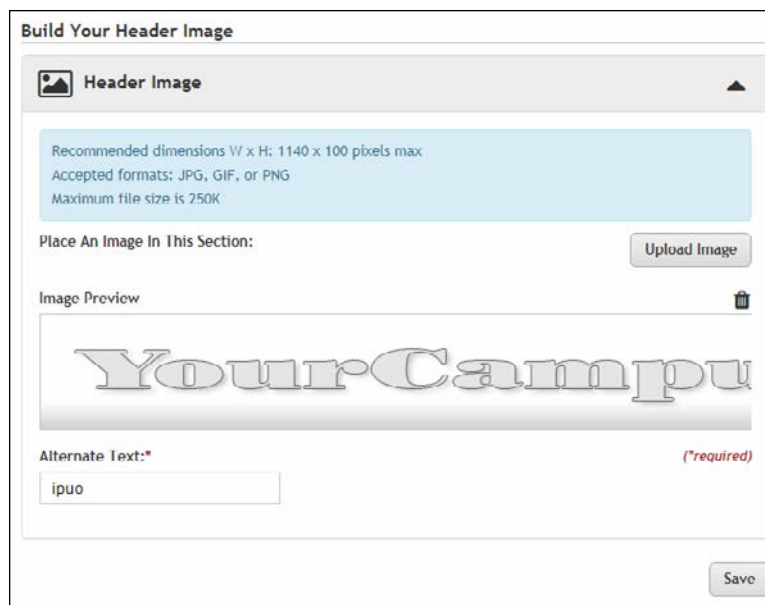 Build Your Header Image
Header Image
Recommended dimensions W x H: 1140 x 100 pixels max
Accepted formats: JPG, GIF, or PNG
Maximum file size is 250K
Place An Image In This Section:
Upload Image
Image Preview
YourCampu
Alternate Text:*
(*required)
ipuo
Save